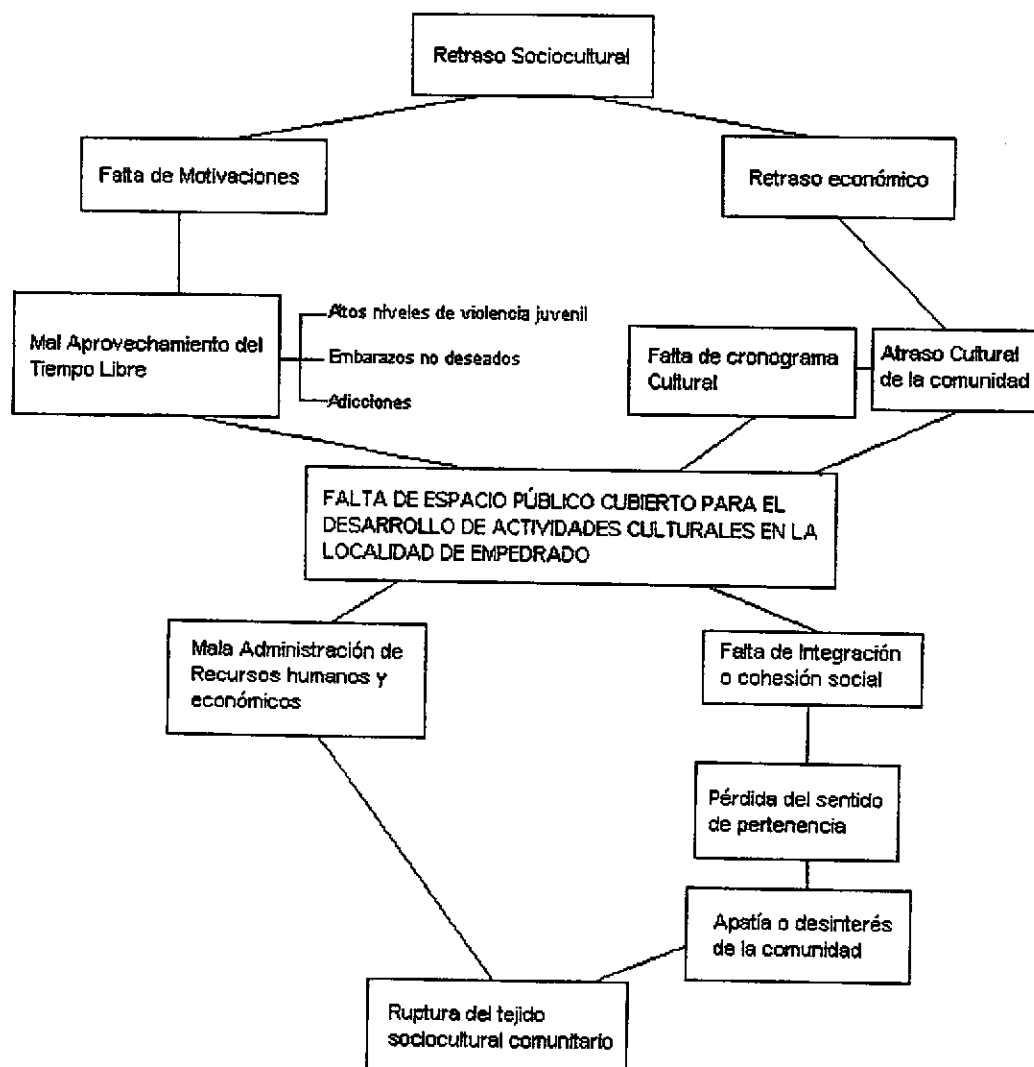 Retraso Sociocultural
Falta de Motivaciones
Retraso económico
Mal Aprovechamiento del
Tiempo Libre
Altos niveles de violencia juvenil
Embarazos no deseados
Adicciones
Falta de cronograma
Cultural
Atraso Cultural
de la comunidad
FALTA DE ESPACIO PÚBLICO CUBIERTO PARA EL
DESARROLLO DE ACTIVIDADES CULTURALES EN LA
LOCALIDAD DE EMPEDRADO
Mala Administración de
Recursos humanos y
económicos
Falta de Integración
o cohesión social
Pérdida del sentido
de pertenencia
Apatía o desinterés
de la comunidad
Ruptura del tejido
sociocultural comunitario